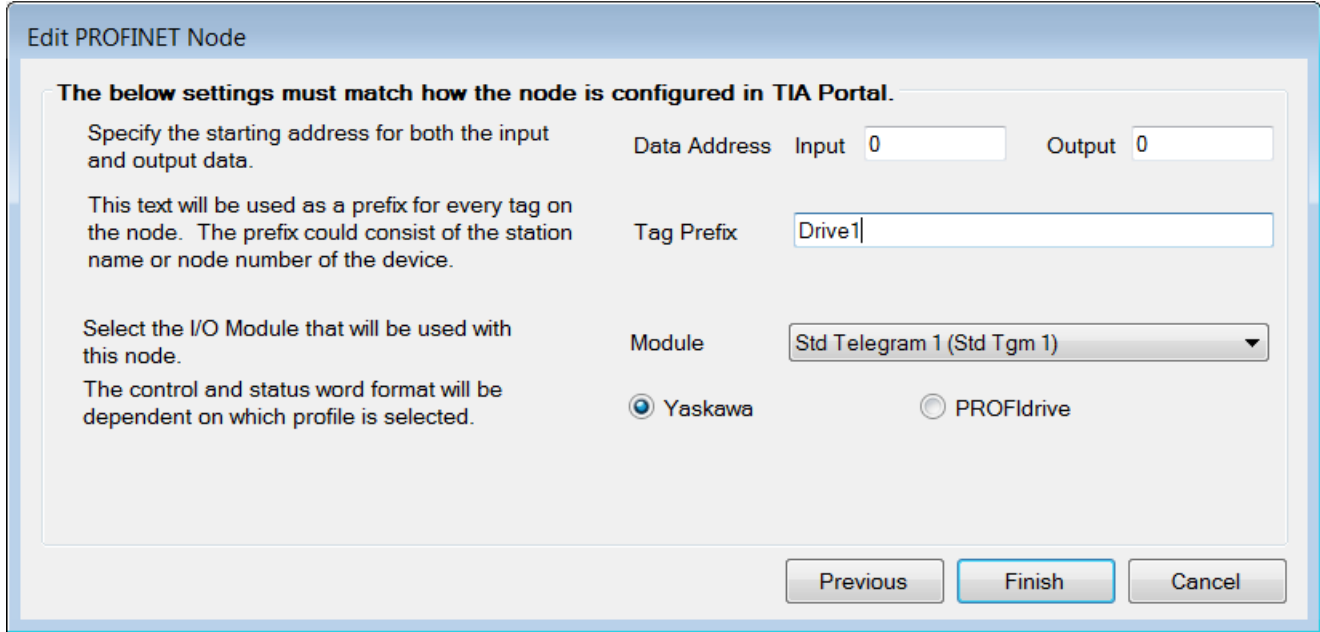 Edit PROFINET Node
The below settings must match how the node is configured in TIA Portal.
Specify the starting address for both the input
and output data.
Data Address Input 0 Output 0
This text will be used as a prefix for every tag on
the node. The prefix could consist of the station
name or node number of the device.
Tag Prefix Drive1
Select the I/O Module that will be used with
this node.
Module Std Telegram 1 (Std Tgm 1)
The control and status word format will be
dependent on which profile is selected.
Yaskawa PROFIdrive
Previous Finish Cancel